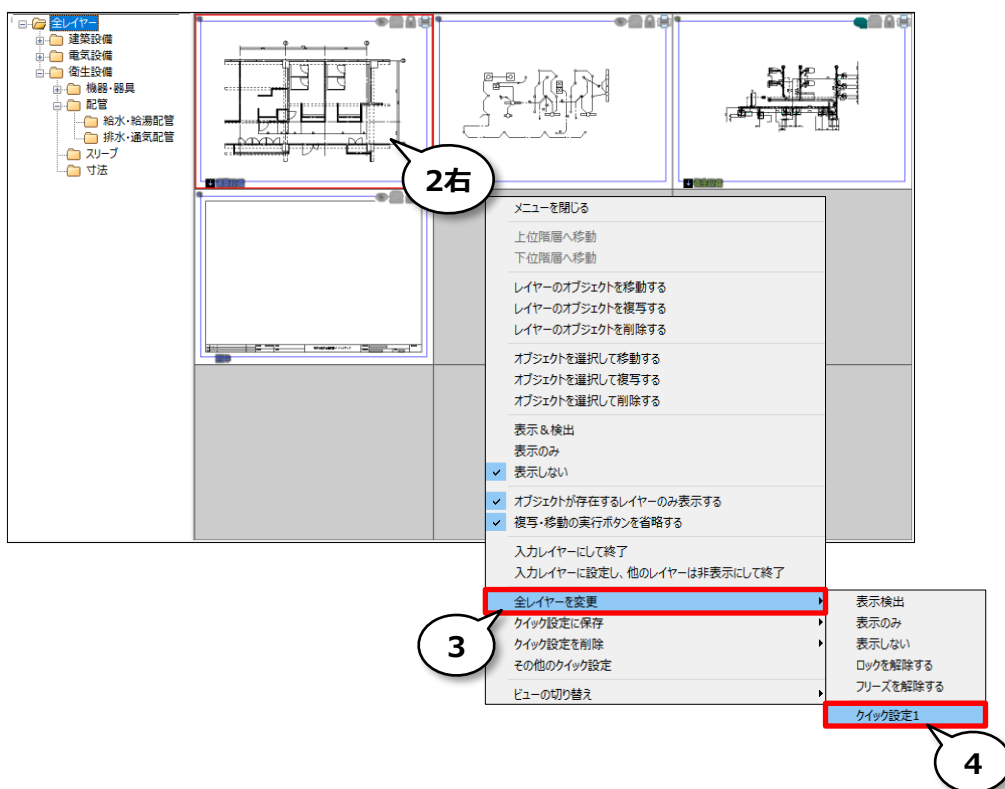 全レイヤー
建築設備
電気設備
衛生設備
機器・器具
配管
給水・給湯配管
排水・通気配管
スリーブ
寸法
2右
メニューを閉じる
上位階層へ移動
下位階層へ移動
レイヤーのオブジェクトを移動する
レイヤーのオブジェクトを複写する
レイヤーのオブジェクトを削除する
オブジェクトを選択して移動する
オブジェクトを選択して複写する
オブジェクトを選択して削除する
表示&検出
表示のみ
表示しない
オブジェクトが存在するレイヤーのみ表示する
複写・移動の実行ボタンを省略する
入力レイヤーにして終了
入力レイヤーに設定し、他のレイヤーは非表示にして終了
全レイヤーを変更
クイック設定に保存
クイック設定を削除
その他のクイック設定
ビューの切り替え
3
表示検出
表示のみ
表示しない
ロックを解除する
フリーズを解除する
クイック設定1
4